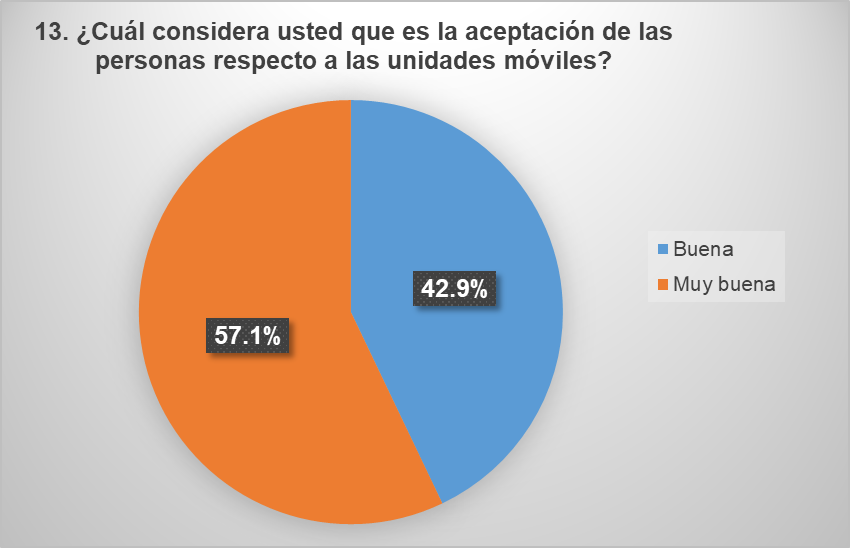 13. ¿Cuál considera usted que es la aceptación de las
personas respecto a las unidades móviles?
42.9%
57.1%
Buena
Muy buena